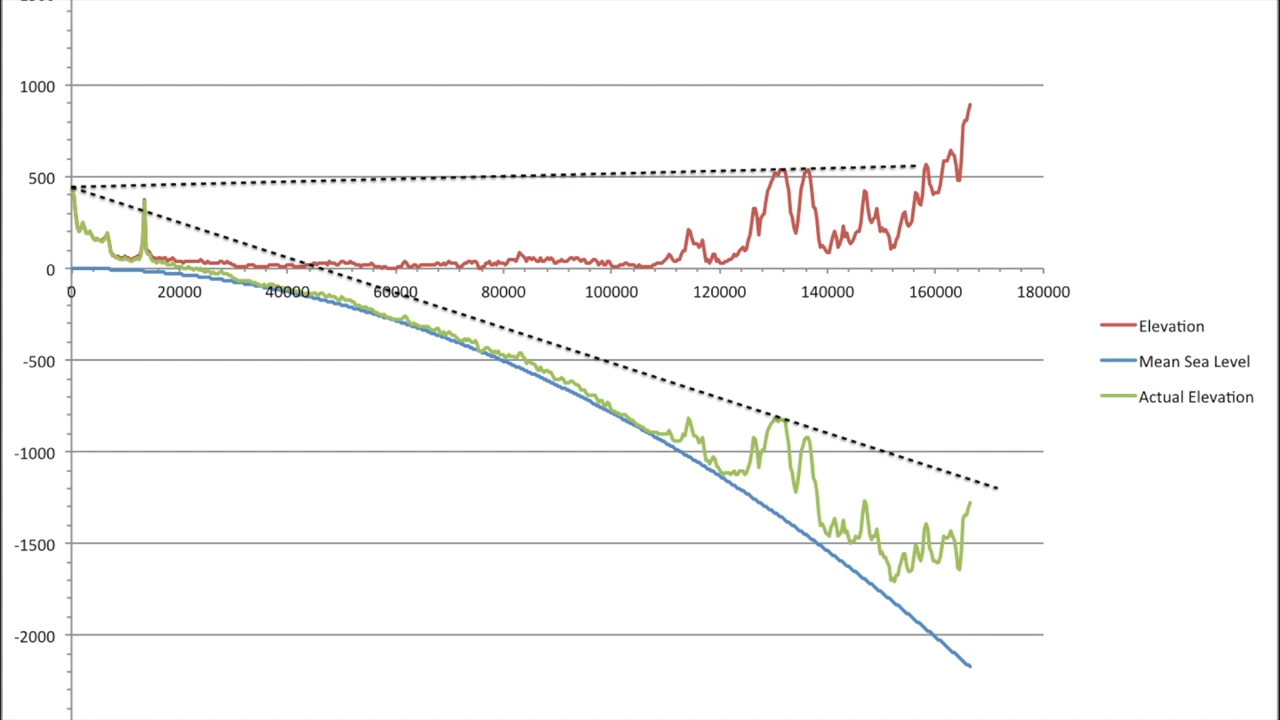 1000
500
0
0 20000 40000 60000 80000 100000 120000 140000 160000 180000
Elevation
-500
Mean Sea Level
Actual Elevation
-1000
-1500
-2000